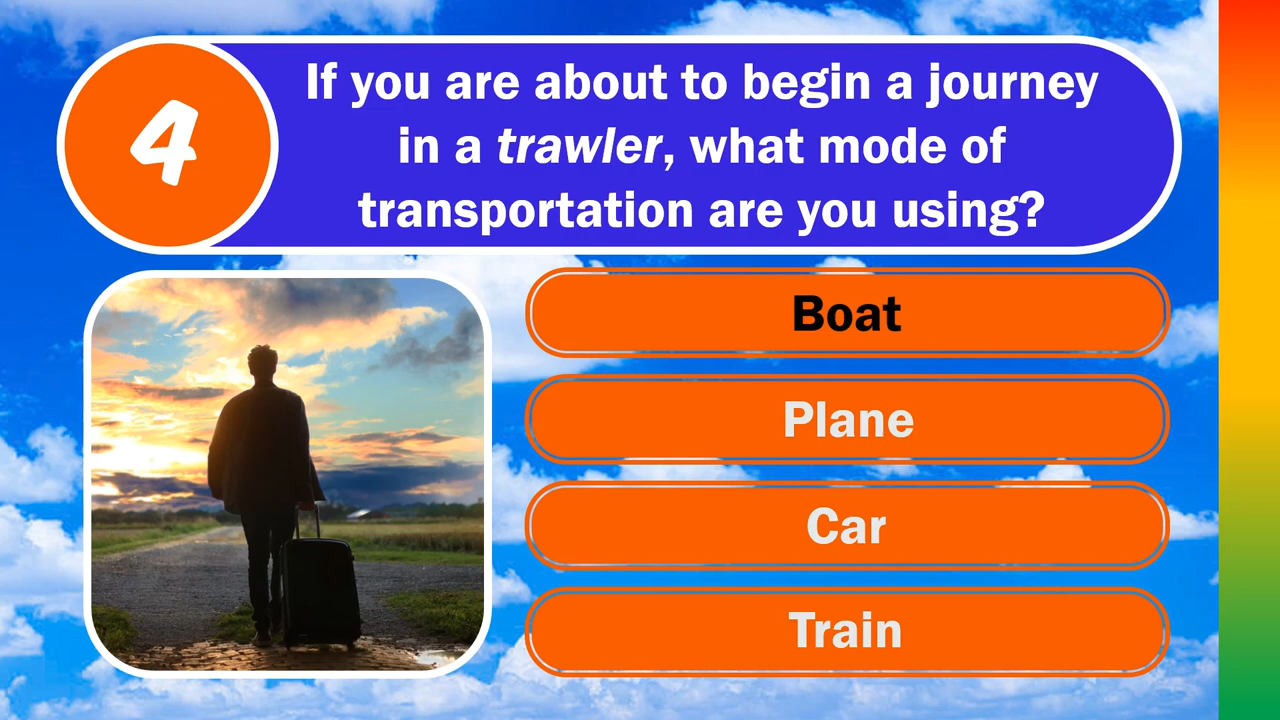 4
If you are about to begin a journey
in a trawler, what mode of
transportation are you using?
Boat
Plane
Car
Train